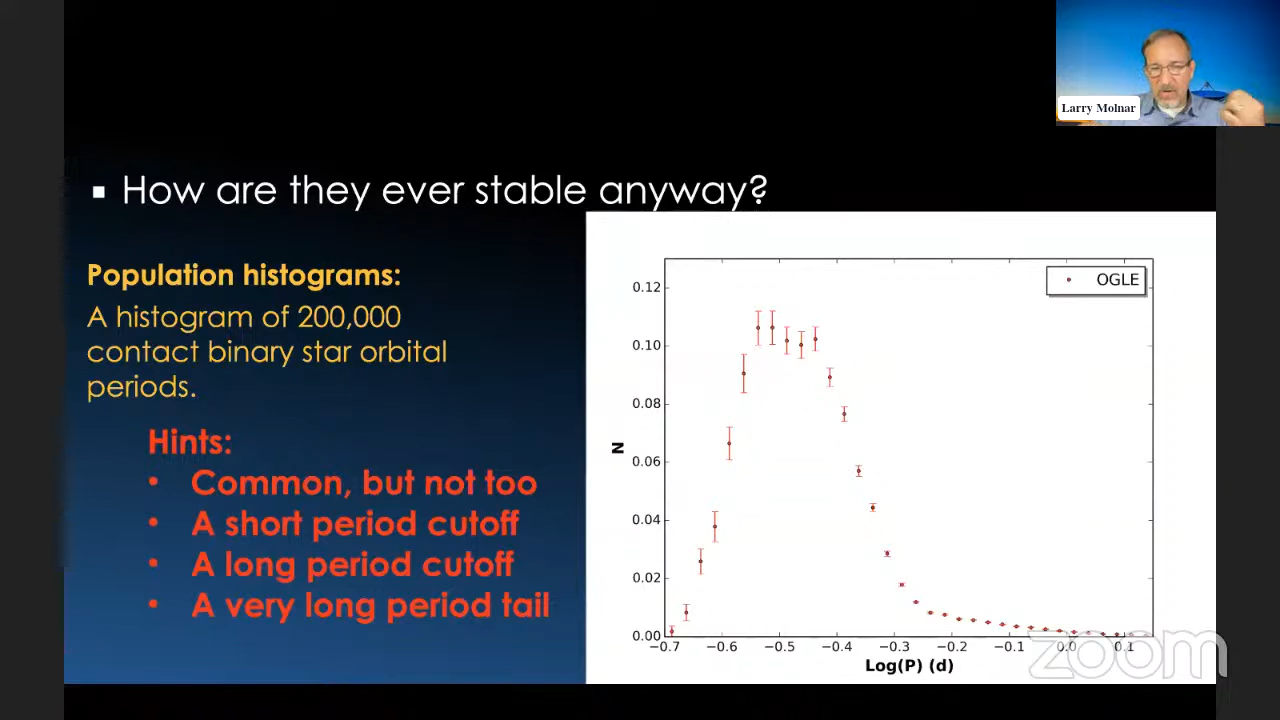 Larry Molnar
▪ How are they ever stable anyway?
Population histograms:
A histogram of 200,000
contact binary star orbital
periods.
Hints:
• Common, but not too
• A short period cutoff
• A long period cutoff
• A very long period tail
OGLE
0.12
0.10
0.08
0.06
0.04
0.02
0.00
N
−0.7 −0.6 −0.5 −0.4 −0.3 −0.2 −0.1 0.0 0.1
Log(P) (d)
zoom